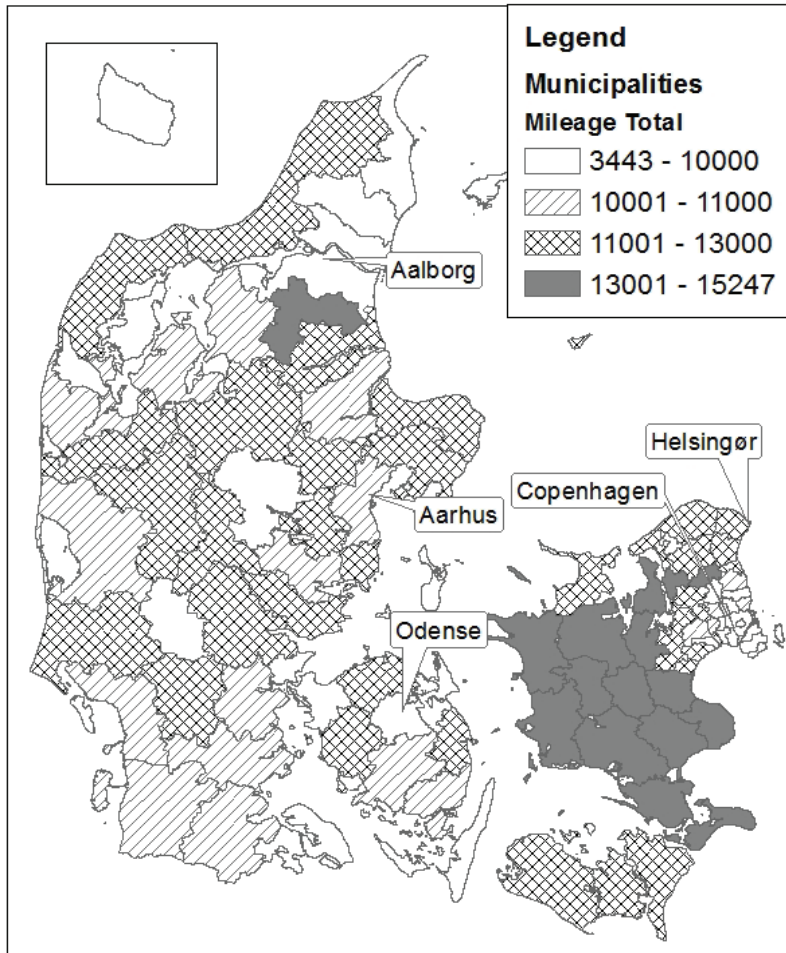 Legend
Municipalities
Mileage Total
3443 - 10000
10001 - 11000
11001 - 13000
13001 - 15247
Aalborg
Helsingør
Copenhagen
Aarhus
Odense